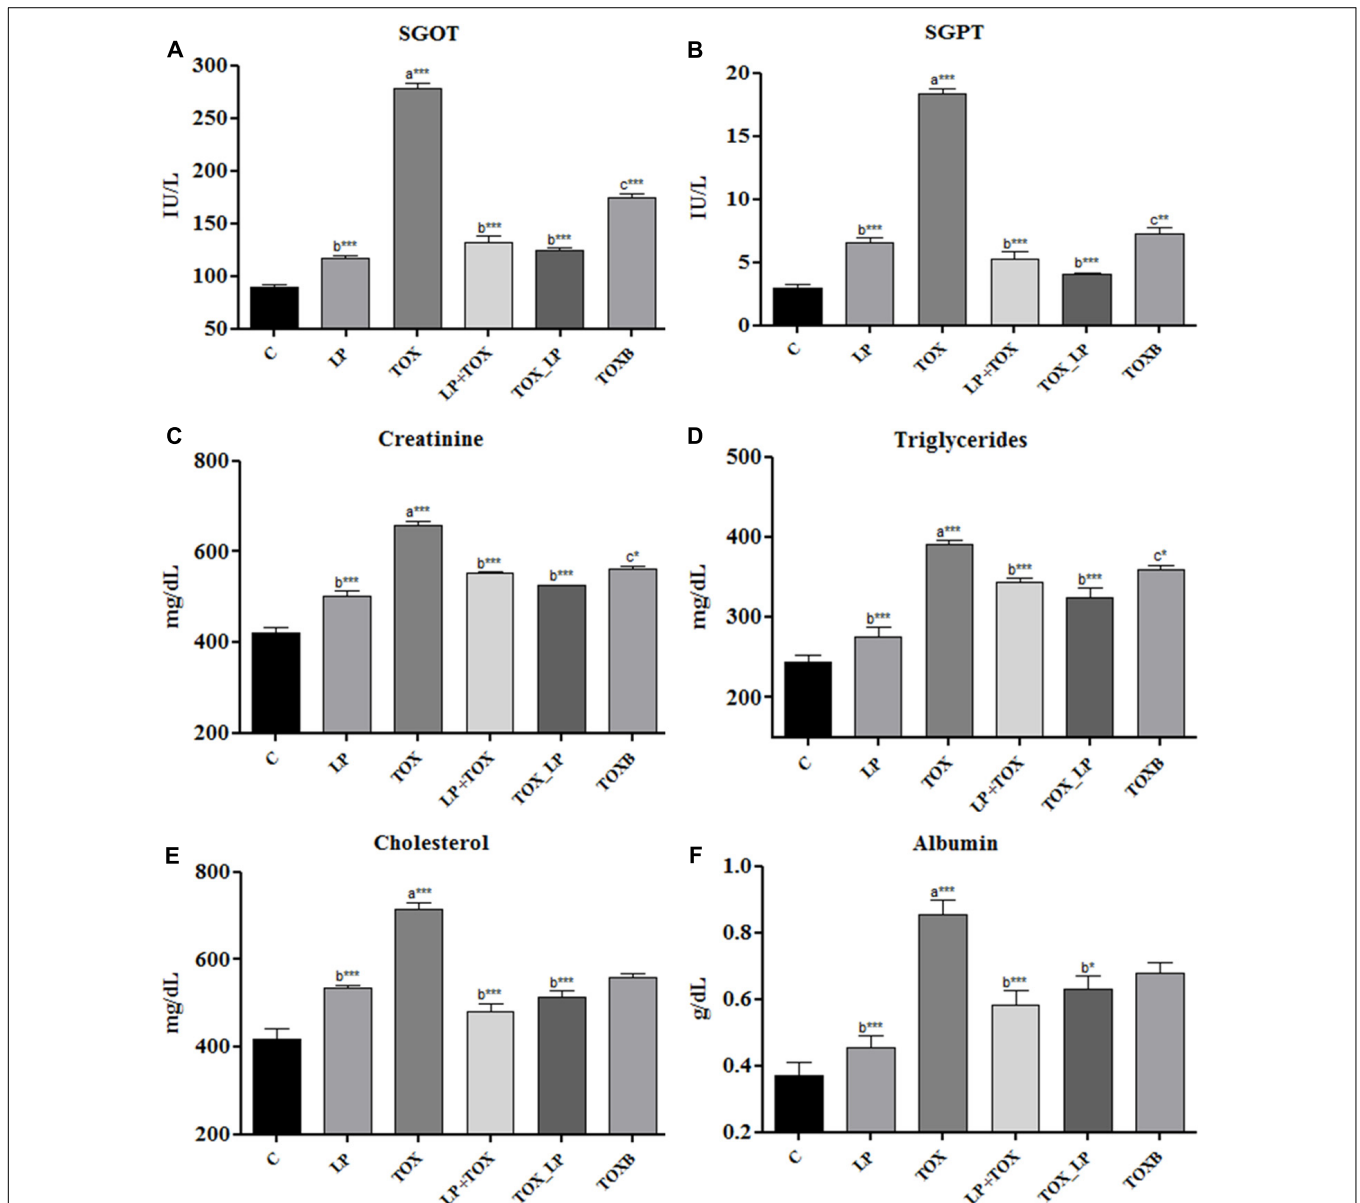 A
SGOT
300
250
200
150
100
50
IU/L
a***
b***
b***
b***
c***
C
LP
TOX
LP+TOX
TOX_LP
TOXB
B
SGPT
20
15
10
5
0
IU/L
a***
b***
b***
b***
c**
C
LP
TOX
LP+TOX
TOX_LP
TOXB
C
Creatinine
800
600
400
200
mg/dL
a***
b***
b***
b***
c*
C
LP
TOX
LP+TOX
TOX_LP
TOXB
D
Triglycerides
500
400
300
200
mg/dL
a***
b***
b***
b***
c*
C
LP
TOX
LP+TOX
TOX_LP
TOXB
E
Cholesterol
800
600
400
200
mg/dL
a***
b***
b***
b***
C
LP
TOX
LP+TOX
TOX_LP
TOXB
F
Albumin
1.0
0.8
0.6
0.4
0.2
g/dL
a***
b***
b***
b*
C
LP
TOX
LP+TOX
TOX_LP
TOXB